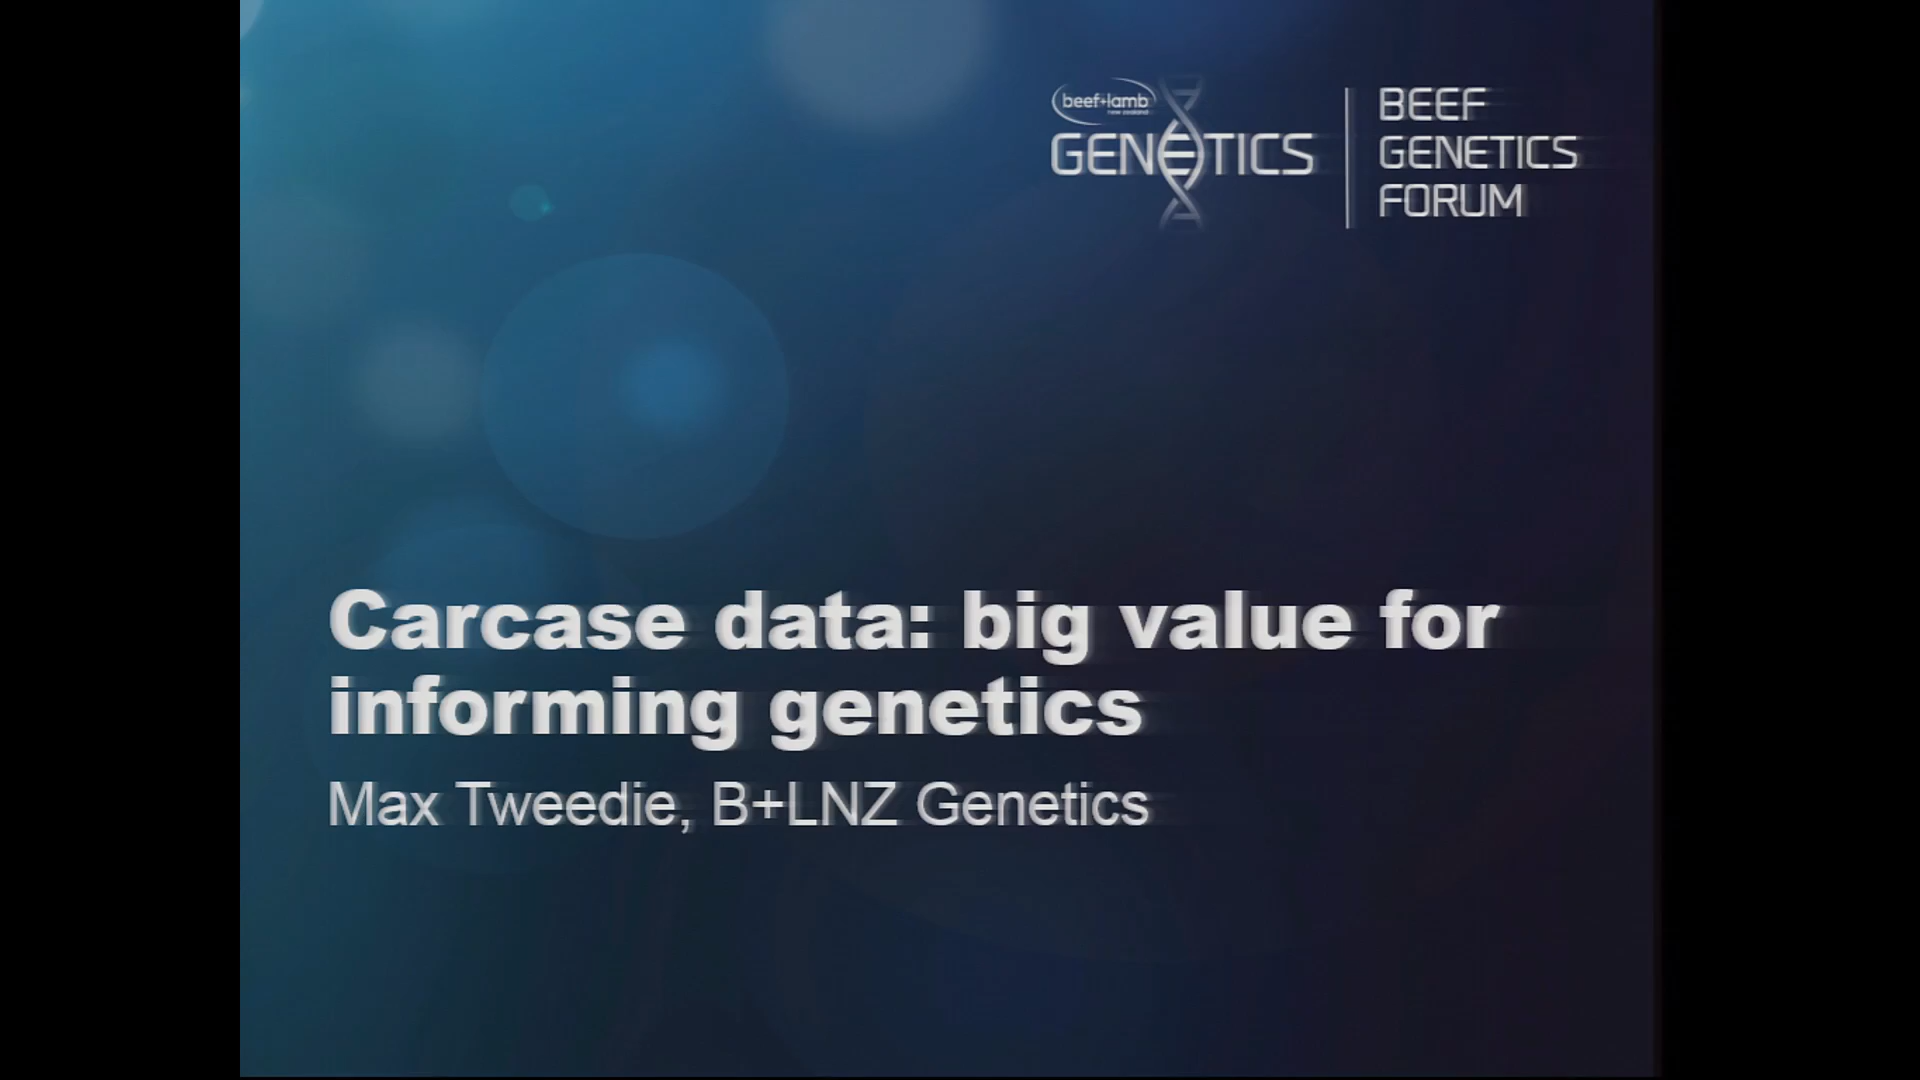 beef+lamb
new zealand
GENETICS
BEEF
GENETICS
FORUM
Carcase data: big value for
informing genetics
Max Tweedie, B+LNZ Genetics